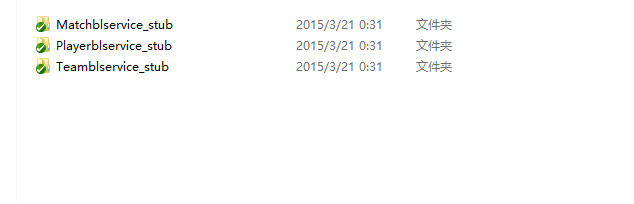 Matchblservice_stub 2015/3/21 0:31 文件夹
Playerblservice_stub 2015/3/21 0:31 文件夹
Teamblservice_stub 2015/3/21 0:31 文件夹